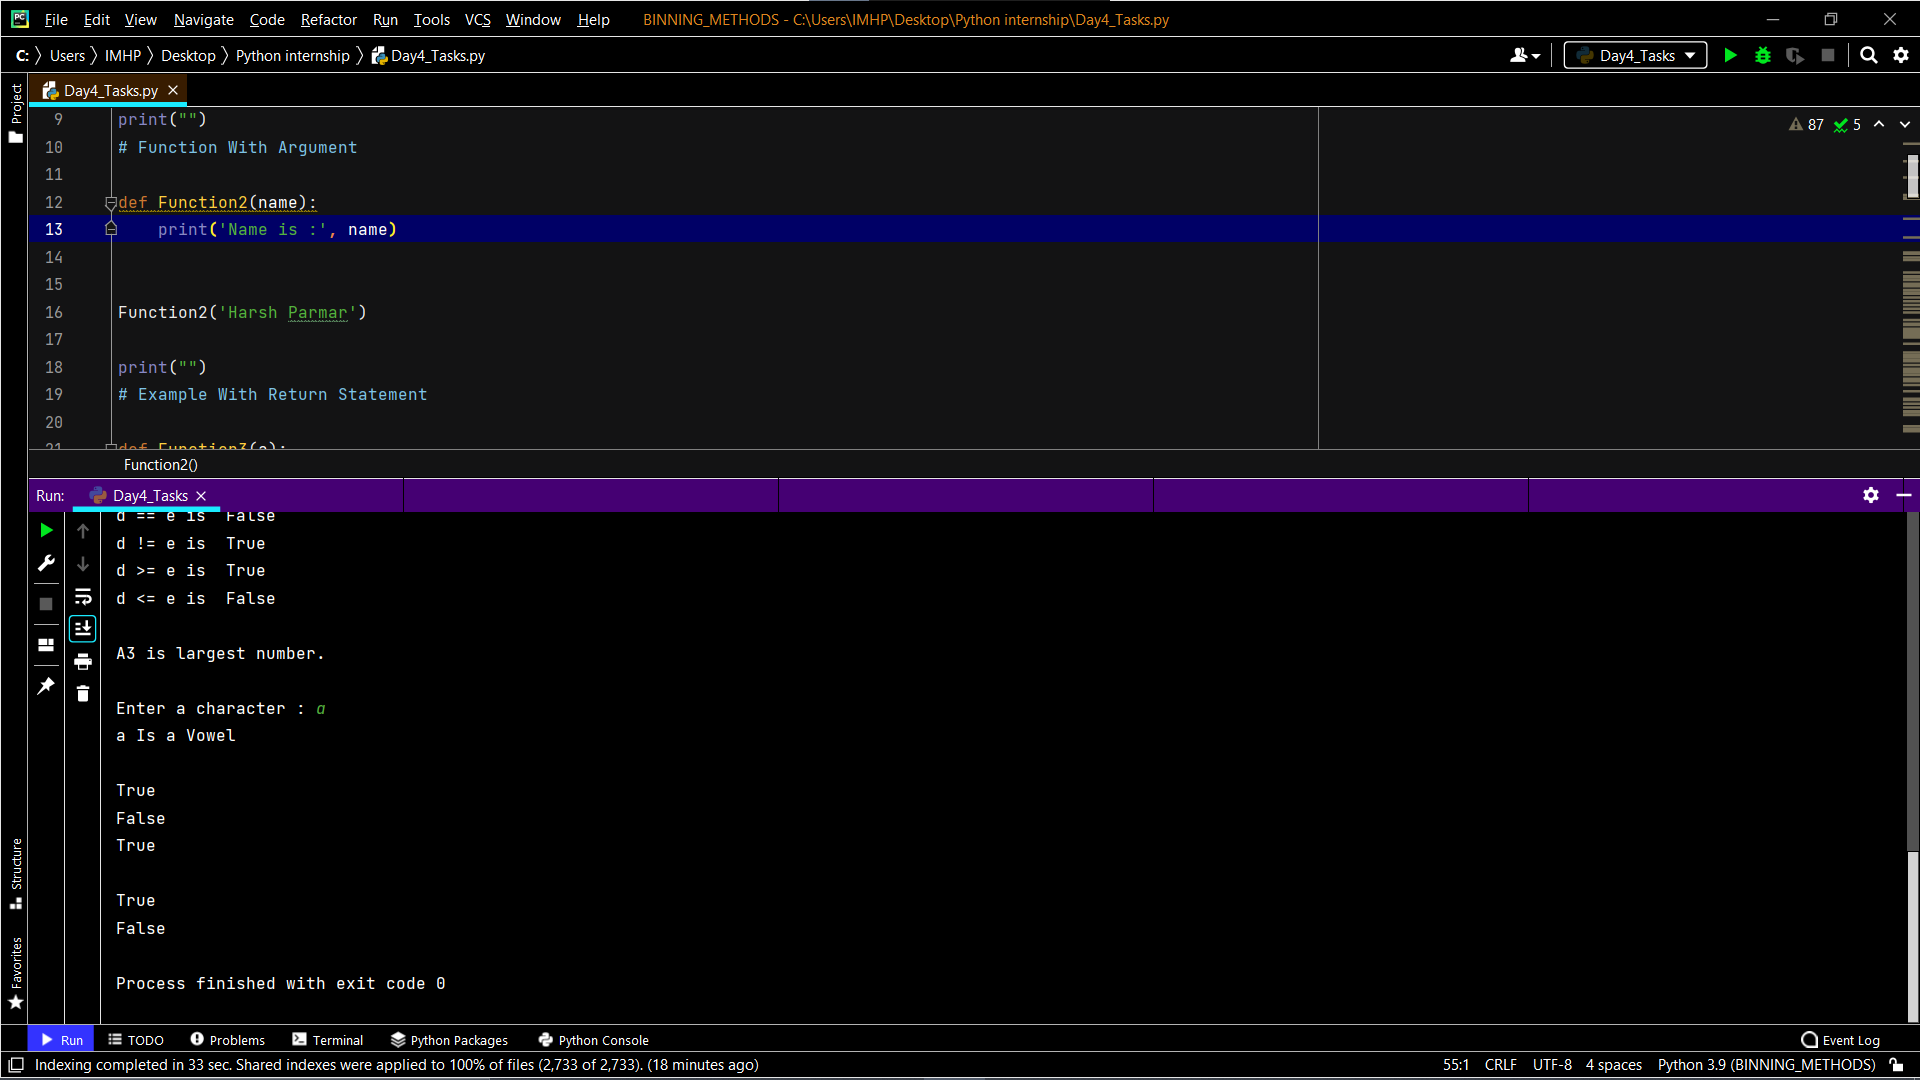 PC File Edit View Navigate Code Refactor Run Tools VCS Window Help BINNING_METHODS - C:\Users\IMHP\Desktop\Python internship\Day4_Tasks.py
C: Users IMHP Desktop Python internship Day4_Tasks.py Day4_Tasks
Project
Day4_Tasks.py
87 5
9 print("")
10 # Function With Argument
11
12 def Function2(name):
13 print('Name is :', name)
14
15
16 Function2('Harsh Parmar')
17
18 print("")
19 # Example With Return Statement
20
21 def Function3(a):
Function2()
Run: Day4_Tasks
d == e is  False
d != e is  True
d >= e is  True
d <= e is  False
A3 is largest number.
Enter a character : a
a Is a Vowel
True
False
True
True
False
Process finished with exit code 0
Structure
Favorites
Run TODO Problems Terminal Python Packages Python Console Event Log
Indexing completed in 33 sec. Shared indexes were applied to 100% of files (2,733 of 2,733). (18 minutes ago) 55:1 CRLF UTF-8 4 spaces Python 3.9 (BINNING_METHODS)